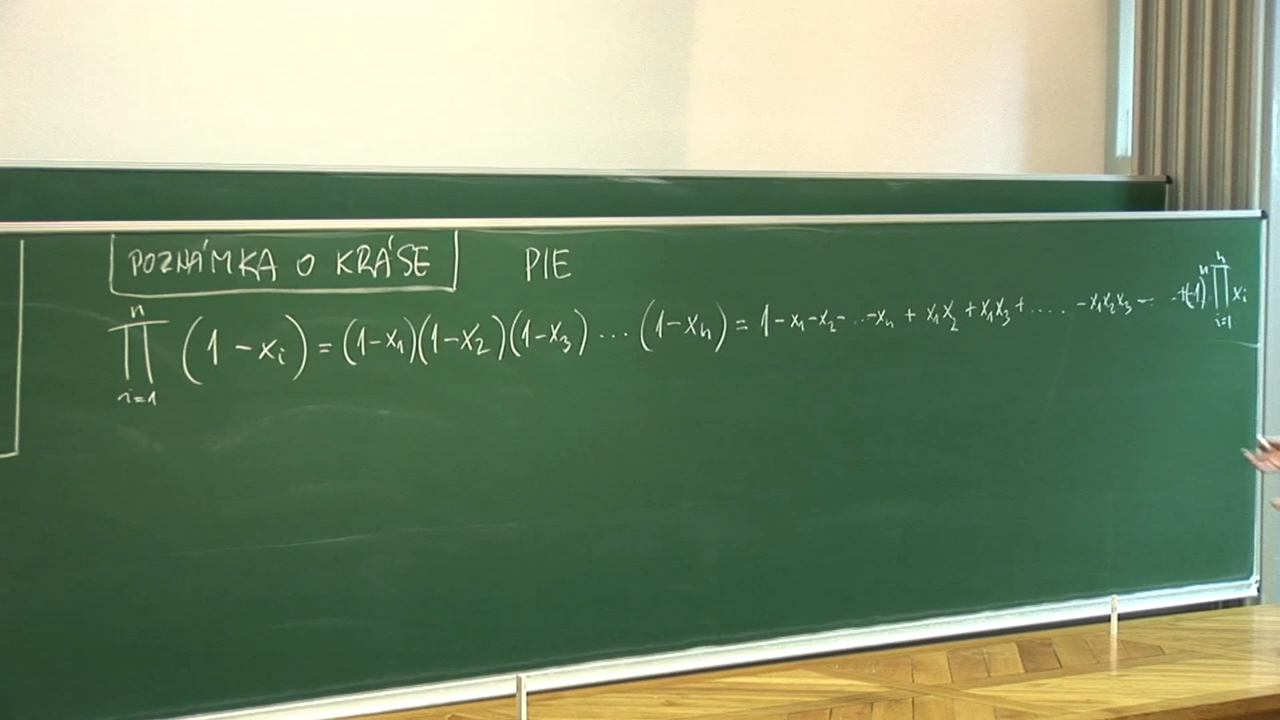 POZNÁMKA O KRÁSE PIE
∏_{i=1}^{n} (1-x_i) = (1-x_1)(1-x_2)(1-x_3) ... (1-x_n) = 1-x_1-x_2-...-x_n + x_1x_2 + x_1x_3 + ..... - x_1x_2x_3 - ... +(-1)^n ∏_{i=1}^{n} x_i